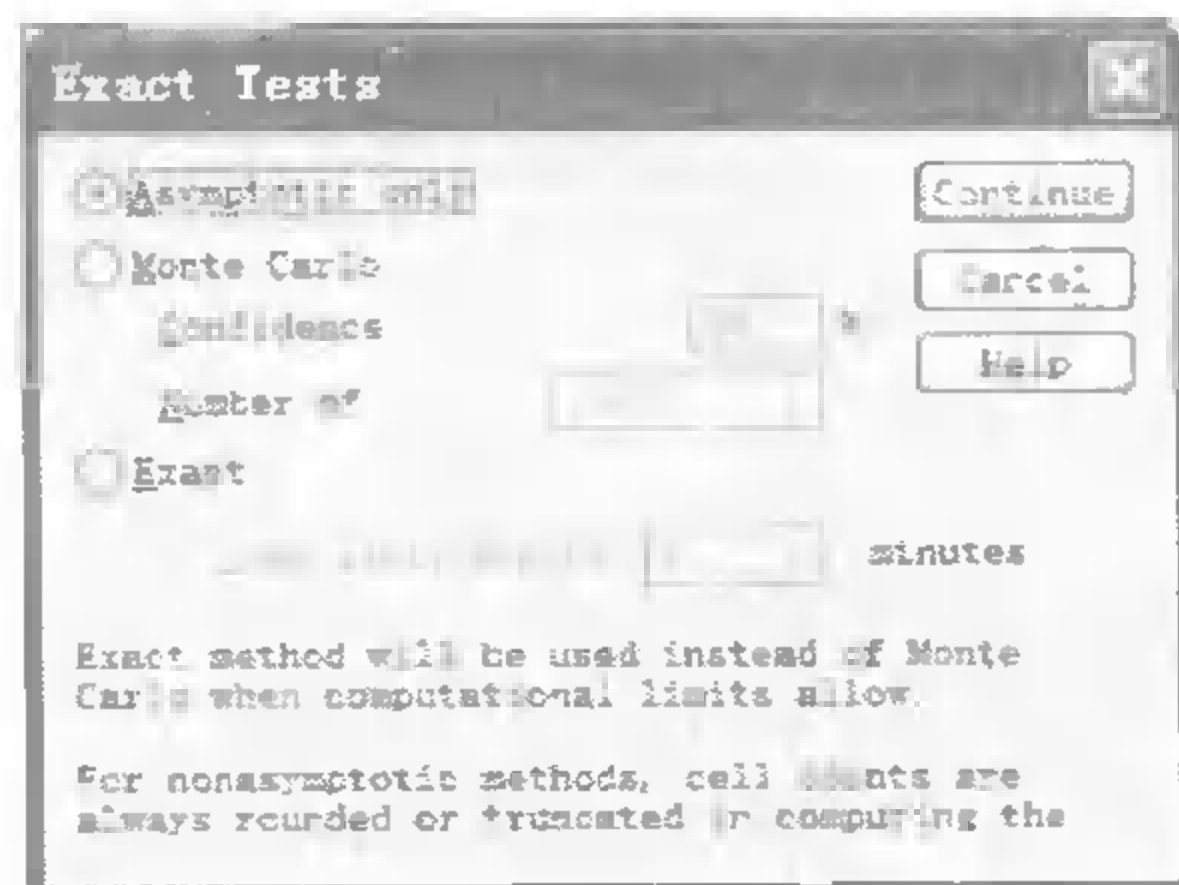 Exact Tests
Asymptotic only
Continue
Monte Carlo
Cancel
Confidence
%
Help
Number of
Exact
minutes
Exact method will be used instead of Monte
Carlo when computational limits allow.
For nonasymptotic methods, cell counts are
always rounded or truncated in computing the